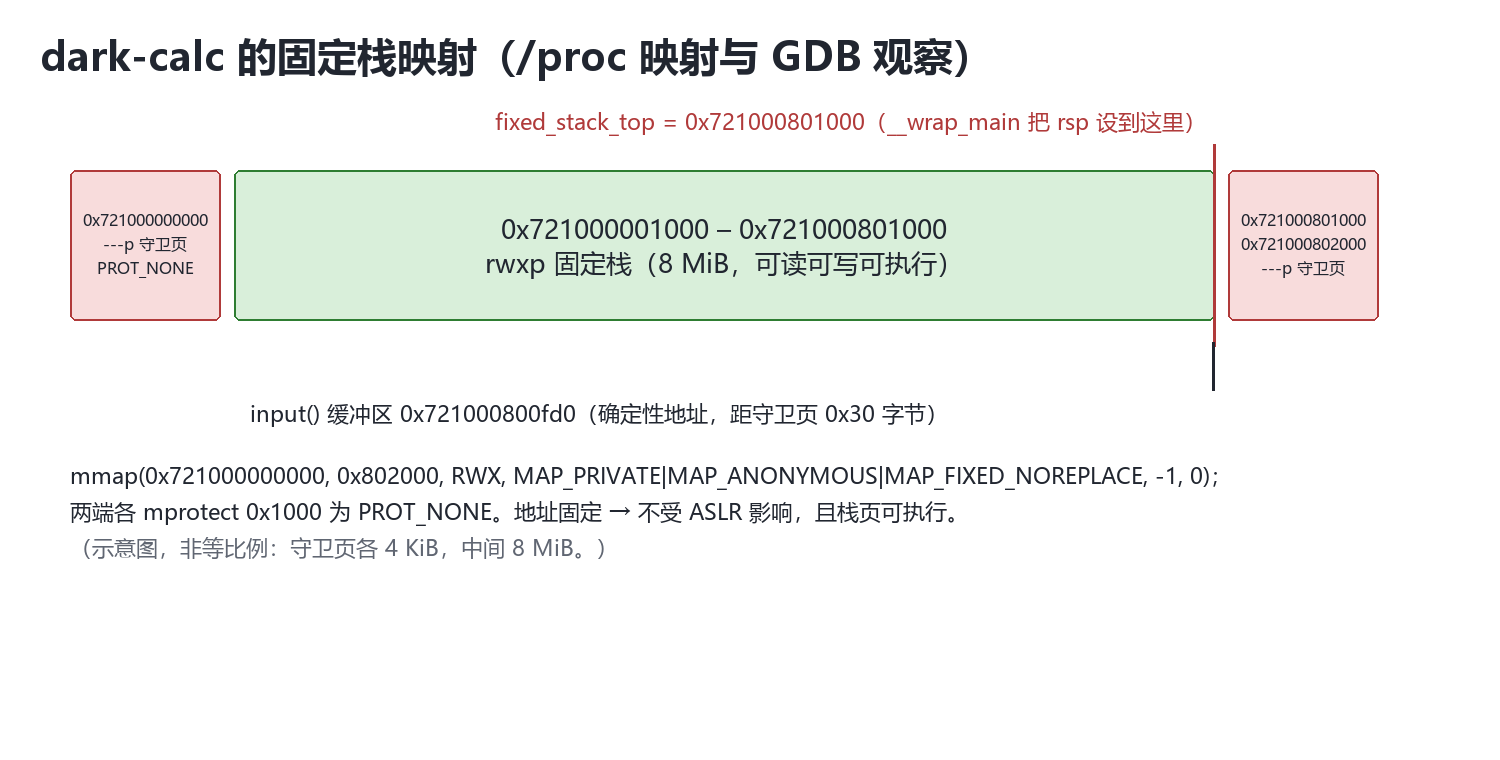 dark-calc 的固定栈映射（/proc 映射与 GDB 观察）
fixed_stack_top = 0x721000801000（__wrap_main 把 rsp 设到这里）
0x721000000000
---p 守卫页
PROT_NONE
0x721000001000 – 0x721000801000
rwxp 固定栈（8 MiB，可读可写可执行）
0x721000801000
0x721000802000
---p 守卫页
input() 缓冲区 0x721000800fd0（确定性地址，距守卫页 0x30 字节）
mmap(0x721000000000, 0x802000, RWX, MAP_PRIVATE|MAP_ANONYMOUS|MAP_FIXED_NOREPLACE, -1, 0);
两端各 mprotect 0x1000 为 PROT_NONE。地址固定 → 不受 ASLR 影响，且栈页可执行。
（示意图，非等比例：守卫页各 4 KiB，中间 8 MiB。）